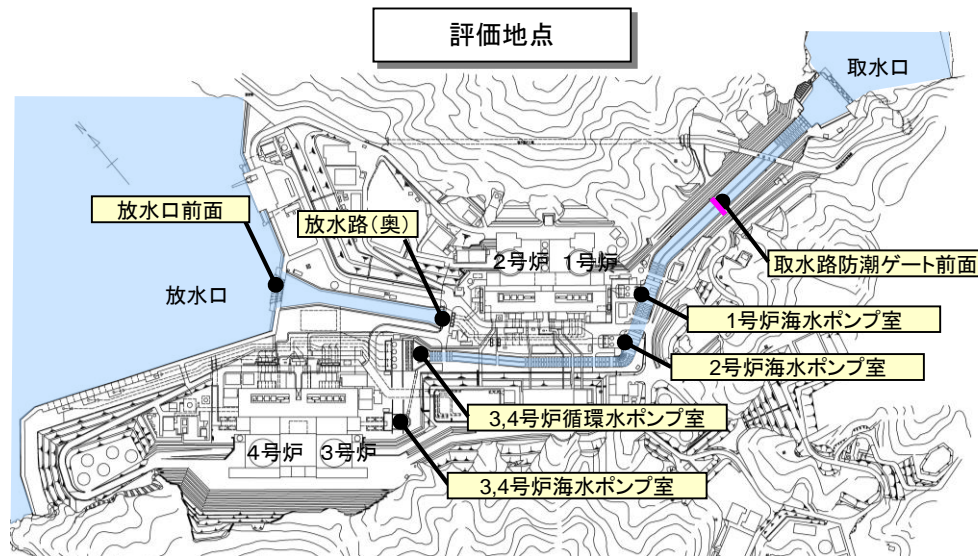 評価地点
取水口
放水口前面
放水路(奥)
2号炉
1号炉
取水路防潮ゲート前面
放水口
1号炉海水ポンプ室
2号炉海水ポンプ室
3,4号炉循環水ポンプ室
4号炉
3号炉
3,4号炉海水ポンプ室